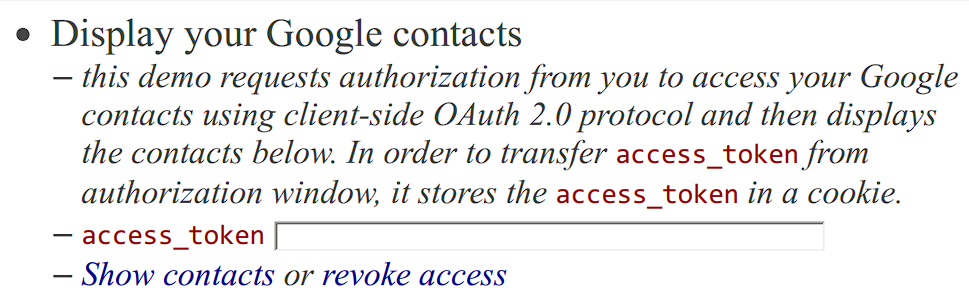 • Display your Google contacts
– this demo requests authorization from you to access your Google
contacts using client-side OAuth 2.0 protocol and then displays
the contacts below. In order to transfer access_token from
authorization window, it stores the access_token in a cookie.
– access_token
– Show contacts or revoke access